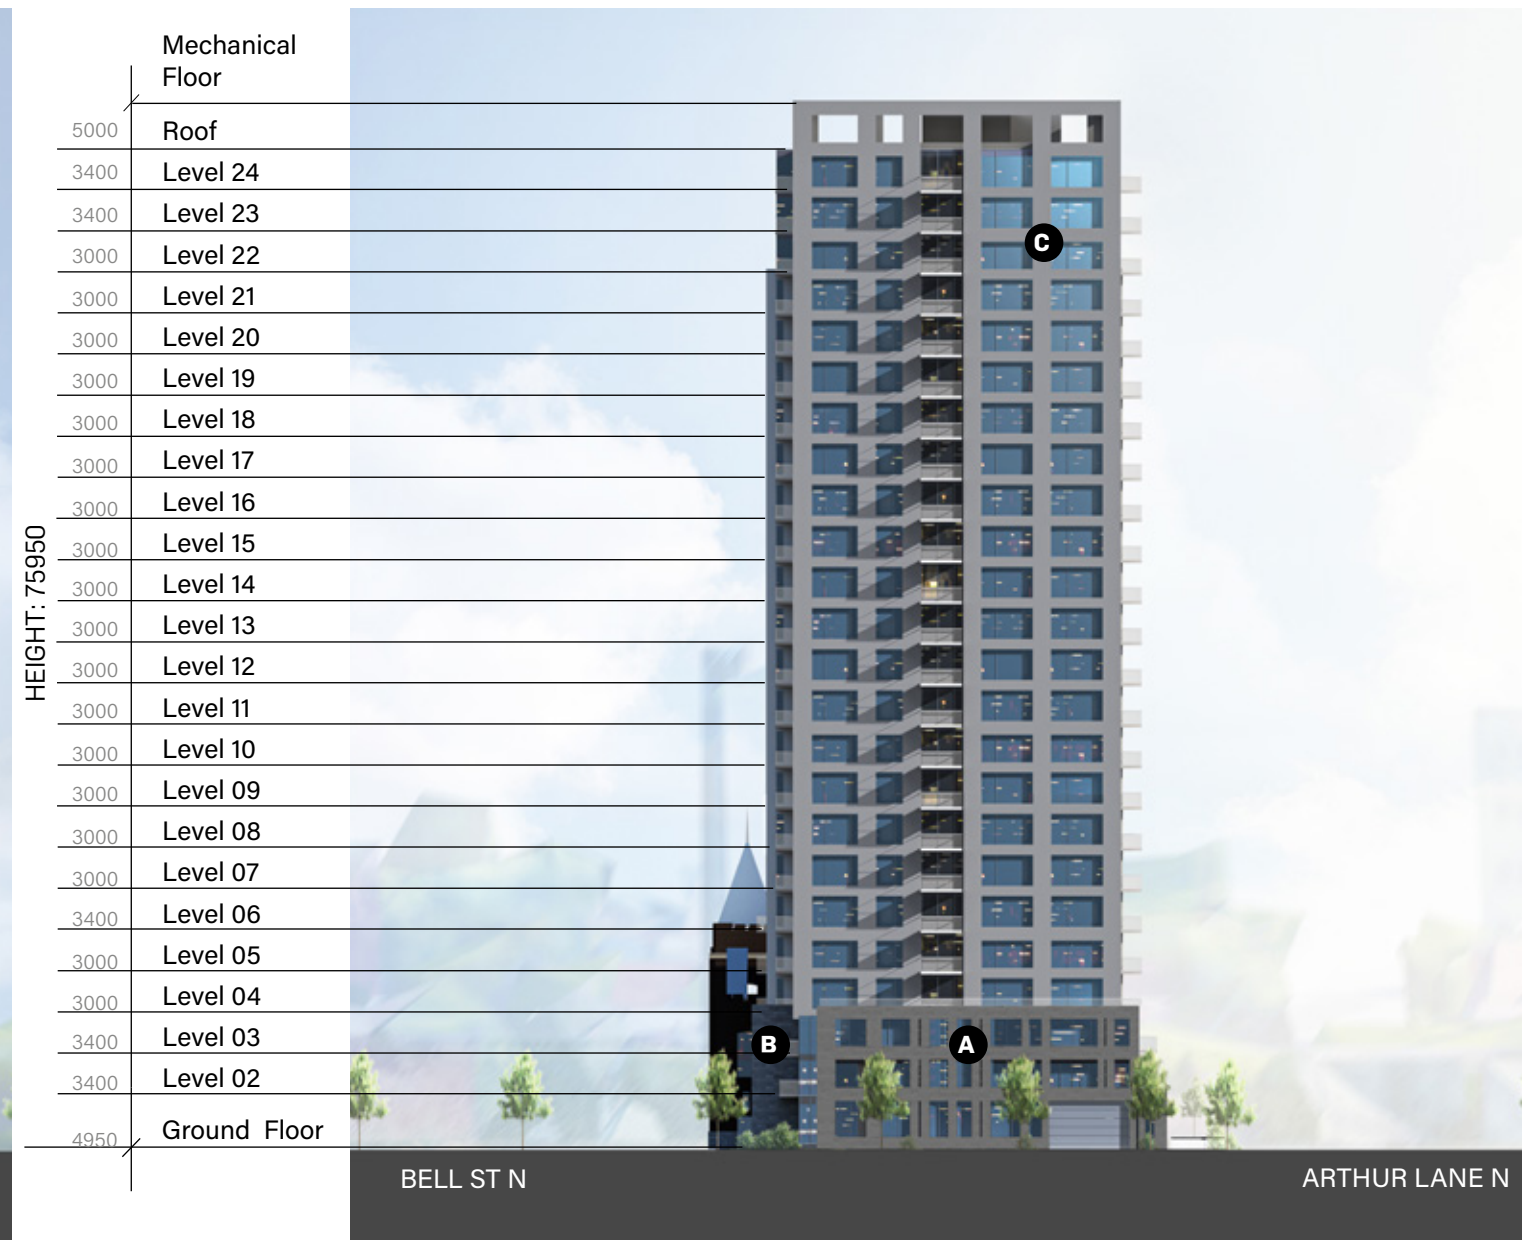 Mechanical
Floor
5000 Roof
3400 Level 24
3400 Level 23
3000 Level 22
3000 Level 21
3000 Level 20
3000 Level 19
3000 Level 18
3000 Level 17
3000 Level 16
3000 Level 15
3000 Level 14
3000 Level 13
3000 Level 12
3000 Level 11
3000 Level 10
3000 Level 09
3000 Level 08
3000 Level 07
3400 Level 06
3000 Level 05
3000 Level 04
3400 Level 03
3400 Level 02
4950 Ground Floor
HEIGHT: 75950
C
B
A
BELL ST N
ARTHUR LANE N